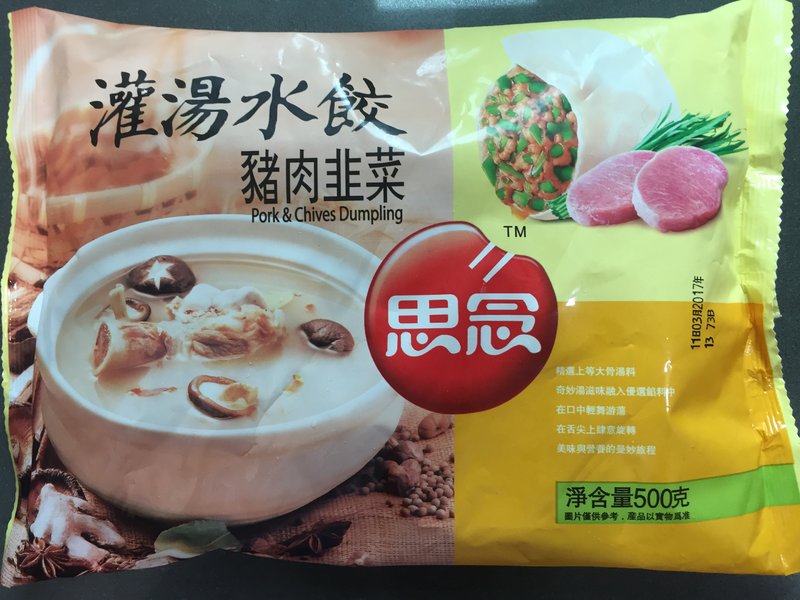 灌湯水餃
豬肉韭菜
Pork & Chives Dumpling
TM
思念
11日03月2017年
13 73B
精選上等大骨湯料
奇妙湯滋味融入優選餡料中
在口中輕舞游蕩
在舌尖上肆意旋轉
美味與營養的曼妙旅程
淨含量500克
圖片僅供參考，產品以實物爲准